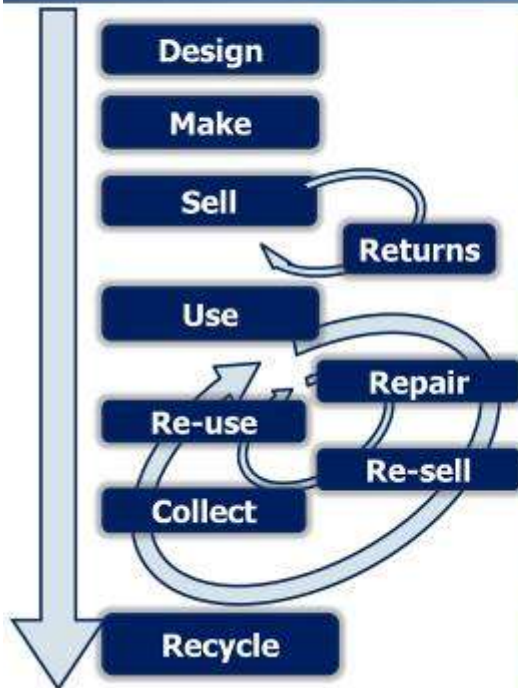 Design
Make
Sell
Returns
Use
Repair
Re-use
Re-sell
Collect
Recycle